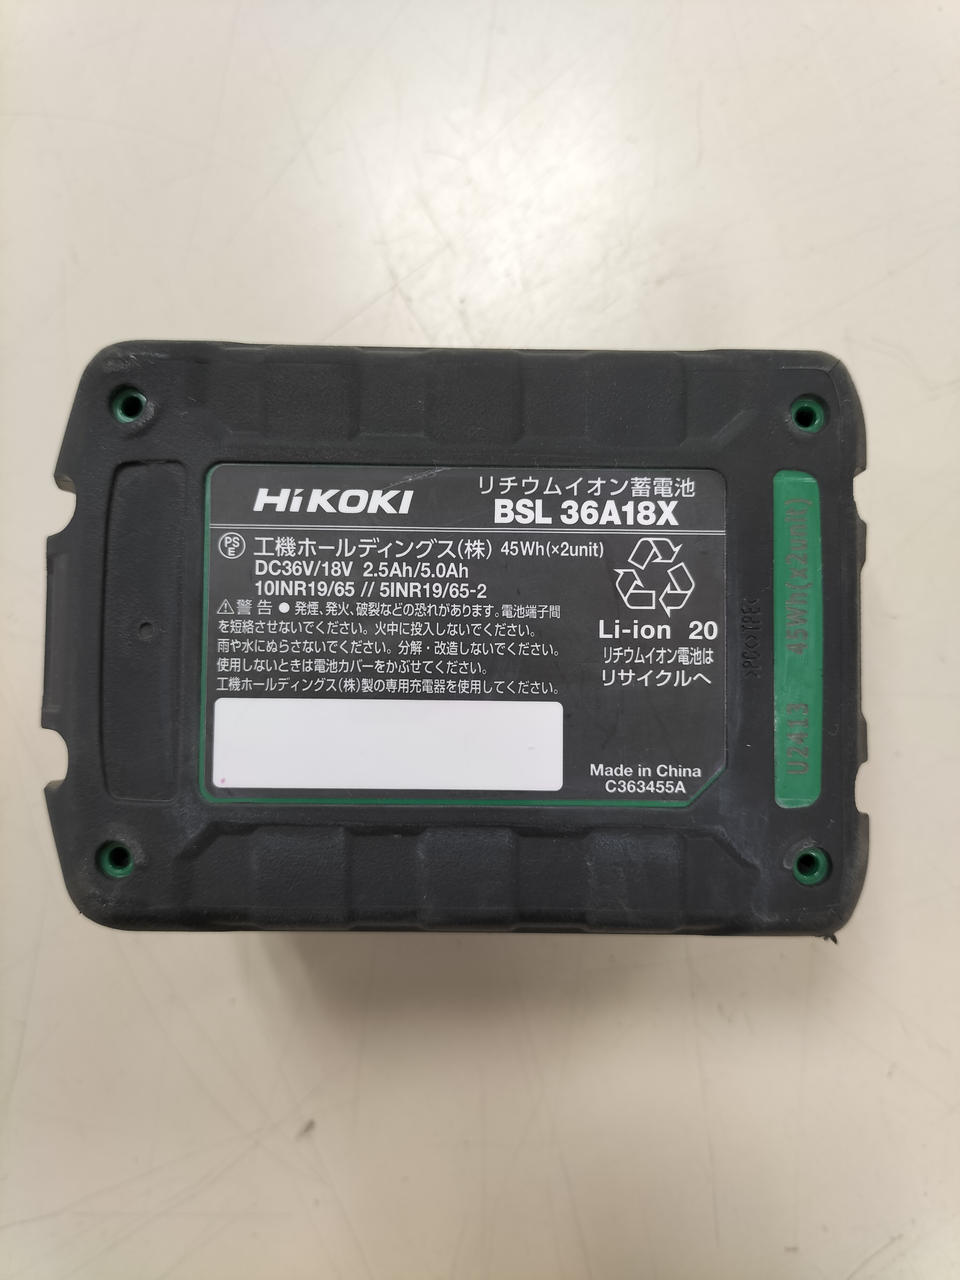 HiKOKI
リチウムイオン蓄電池
BSL 36A18X
PS
E
工機ホールディングス(株) 45Wh(×2unit)
DC36V/18V 2.5Ah/5.0Ah
10INR19/65 // 5INR19/65-2
⚠警告 ● 発煙、発火、破裂などの恐れがあります。電池端子間
を短絡させないでください。火中に投入しないでください。
雨や水にぬらさないでください。分解・改造しないでください。
使用しないときは電池カバーをかぶせてください。
工機ホールディングス(株)製の専用充電器を使用してください。
Li-ion 20
リチウムイオン電池は
リサイクルへ
Made in China
C363455A
>PC<>TPE<
U2413 45Wh(×2unit)